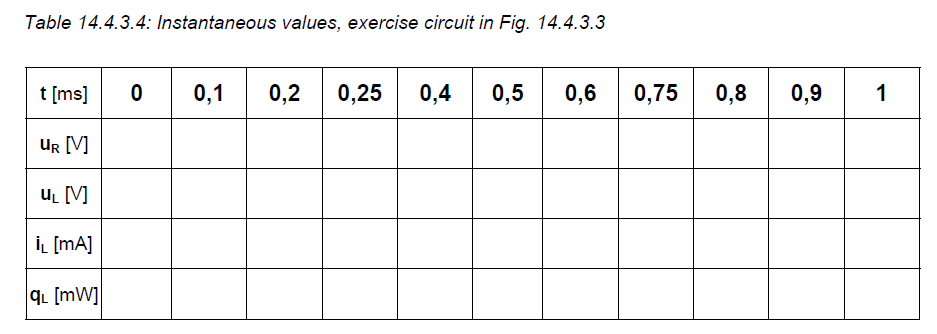 Table 14.4.3.4: Instantaneous values, exercise circuit in Fig. 14.4.3.3
t [ms] 0 0,1 0,2 0,25 0,4 0,5 0,6 0,75 0,8 0,9 1
uR [V]
uL [V]
iL [mA]
qL [mW]